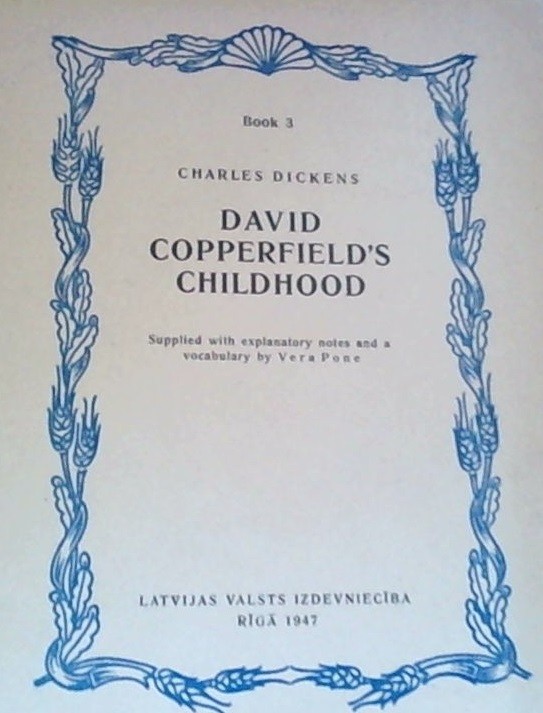 Book 3
CHARLES DICKENS
DAVID
COPPERFIELD'S
CHILDHOOD
Supplied with explanatory notes and a
vocabulary by Vera Pone
LATVIJAS VALSTS IZDEVNIECĪBA
RĪGĀ 1947